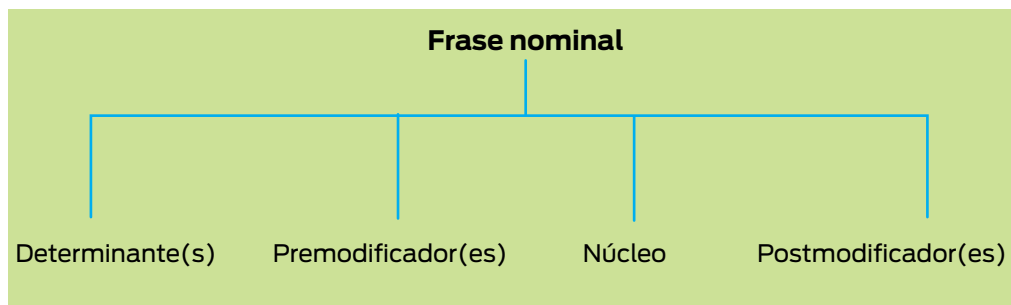 Frase nominal
Determinante(s) Premodificador(es) Núcleo Postmodificador(es)